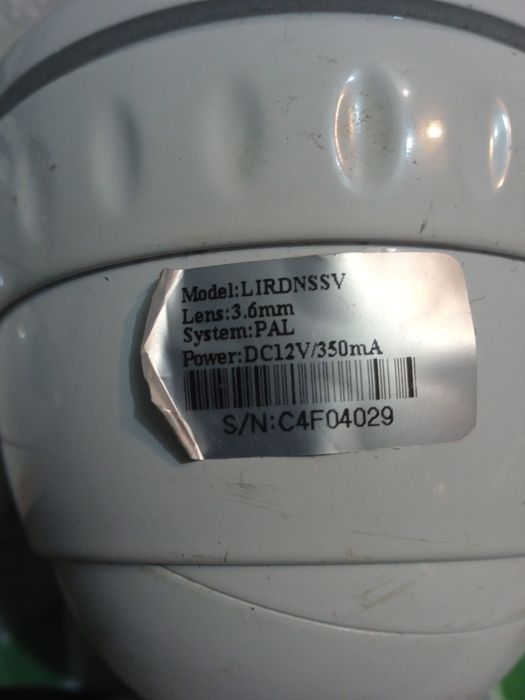 Model:LIRDNSSV
Lens:3.6mm
System:PAL
Power:DC12V/350mA
S/N:C4F04029